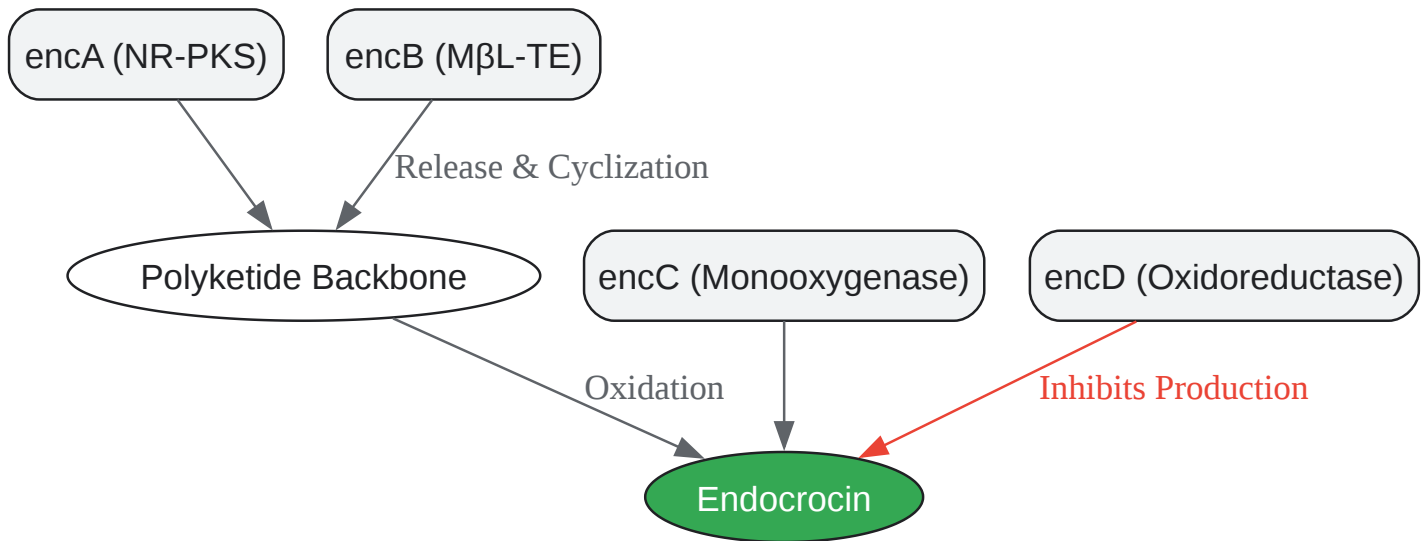 encA (NR-PKS)
encB (MβL-TE)
Release & Cyclization
Polyketide Backbone
encC (Monooxygenase)
encD (Oxidoreductase)
Oxidation
Inhibits Production
Endocrocin